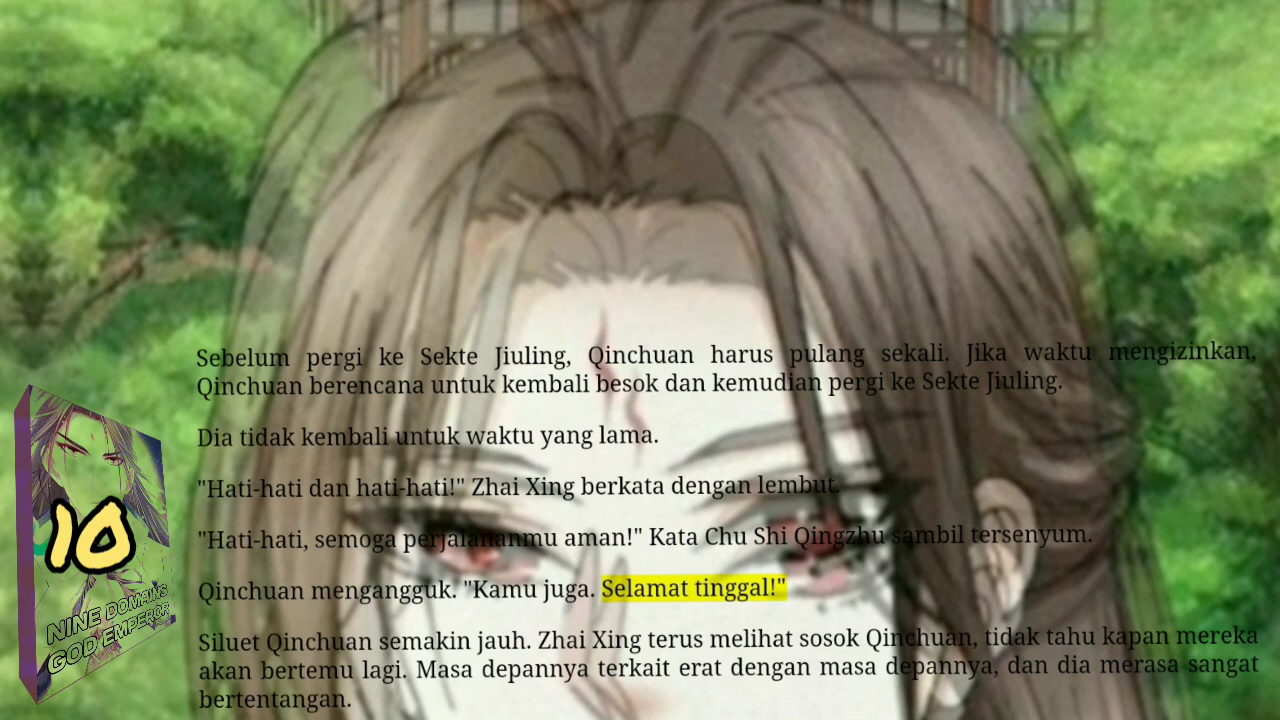 Sebelum pergi ke Sekte Jiuling, Qinchuan harus pulang sekali. Jika waktu mengizinkan,
Qinchuan berencana untuk kembali besok dan kemudian pergi ke Sekte Jiuling.
Dia tidak kembali untuk waktu yang lama.
"Hati-hati dan hati-hati!" Zhai Xing berkata dengan lembut.
"Hati-hati, semoga perjalananmu aman!" Kata Chu Shi Qingzhu sambil tersenyum.
Qinchuan mengangguk. "Kamu juga. Selamat tinggal!"
Siluet Qinchuan semakin jauh. Zhai Xing terus melihat sosok Qinchuan, tidak tahu kapan mereka
akan bertemu lagi. Masa depannya terkait erat dengan masa depannya, dan dia merasa sangat
bertentangan.
10
NINE DOMAINS
GOD EMPEROR